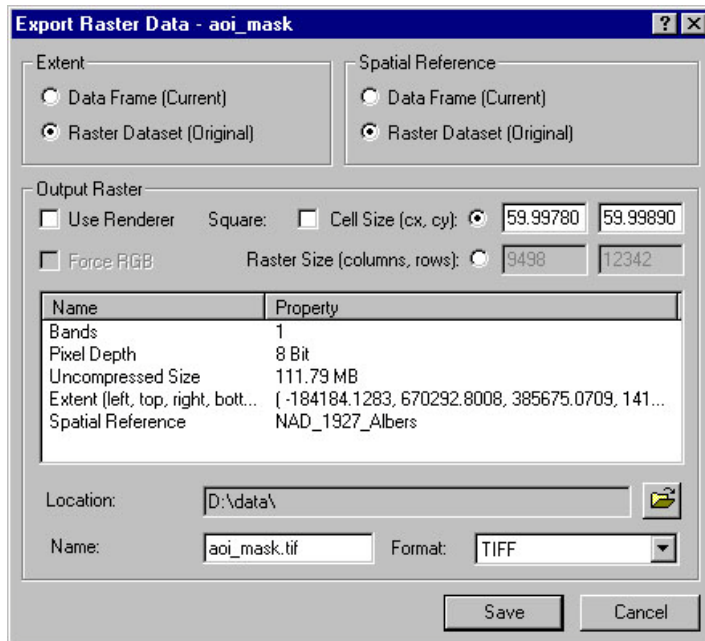 Export Raster Data - aoi_mask
Extent
Data Frame (Current)
Raster Dataset (Original)
Spatial Reference
Data Frame (Current)
Raster Dataset (Original)
Output Raster
Use Renderer Square: Cell Size (cx, cy): 59.99780 59.99890
Force RGB Raster Size (columns, rows): 9498 12342
Name Property
Bands 1
Pixel Depth 8 Bit
Uncompressed Size 111.79 MB
Extent (left, top, right, bott... ( -184184.1283, 670292.8008, 385675.0709, 141...
Spatial Reference NAD_1927_Albers
Location: D:\data\
Name: aoi_mask.tif Format: TIFF
Save Cancel